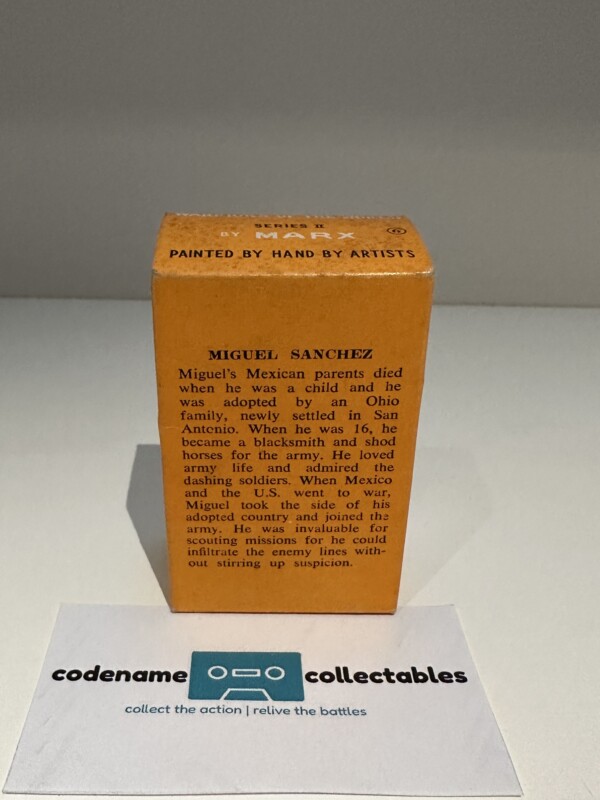 SERIES II
BY MARX ®
PAINTED BY HAND BY ARTISTS
MIGUEL SANCHEZ
Miguel's Mexican parents died
when he was a child and he
was adopted by an Ohio
family, newly settled in San
Antonio. When he was 16, he
became a blacksmith and shod
horses for the army. He loved
army life and admired the
dashing soldiers. When Mexico
and the U.S. went to war,
Miguel took the side of his
adopted country and joined the
army. He was invaluable for
scouting missions for he could
infiltrate the enemy lines with-
out stirring up suspicion.
codename collectables
collect the action | relive the battles